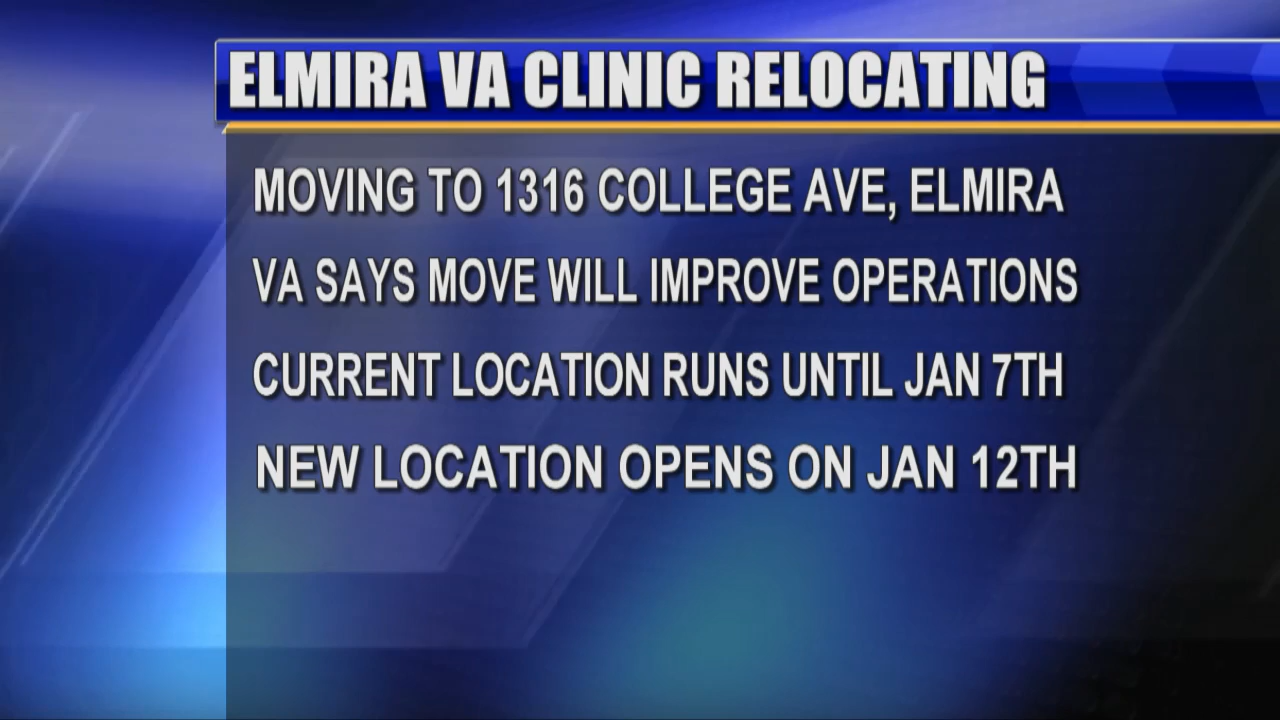 ELMIRA VA CLINIC RELOCATING
MOVING TO 1316 COLLEGE AVE, ELMIRA
VA SAYS MOVE WILL IMPROVE OPERATIONS
CURRENT LOCATION RUNS UNTIL JAN 7TH
NEW LOCATION OPENS ON JAN 12TH